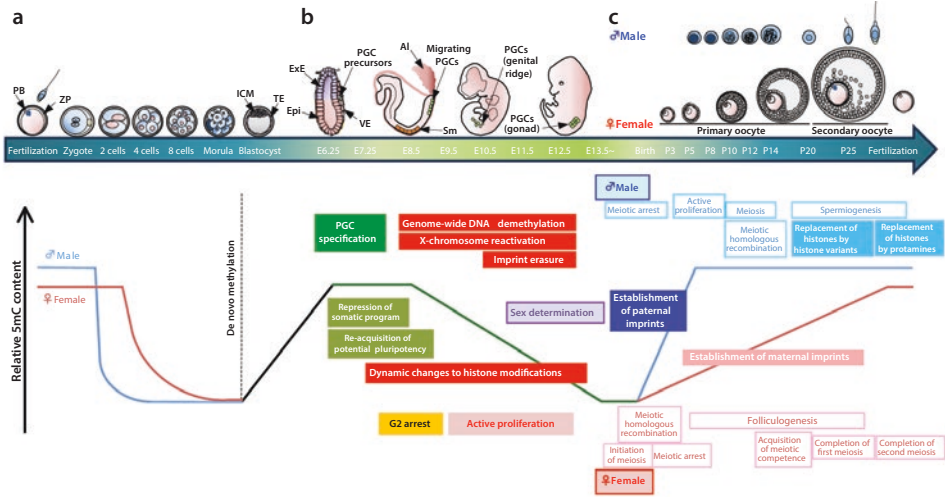 a
b
c
♂Male
PB
ZP
ICM
TE
ExE
PGC
precursors
Epi
VE
Al
Migrating
PGCs
Sm
PGCs
(genital
ridge)
PGCs
(gonad)
♀Female
Primary oocyte
Secondary oocyte
Fertilization Zygote 2 cells 4 cells 8 cells Morula Blastocyst E6.25 E7.25 E8.5 E9.5 E10.5 E11.5 E12.5 E13.5~ Birth P3 P5 P8 P10 P12 P14 P20 P25 Fertilization
Relative 5mC content
♂Male
♀Female
De novo methylation
PGC
specification
Genome-wide DNA demethylation
X-chromosome reactivation
Imprint erasure
Repression of
somatic program
Re-acquisition of
potential pluripotency
Dynamic changes to histone modifications
G2 arrest
Active proliferation
Sex determination
♂Male
Meiotic arrest
Active
proliferation
Meiosis
Spermiogenesis
Meiotic
homologous
recombination
Replacement of
histones by
histone variants
Replacement
of histones
by protamines
Establishment
of paternal
imprints
Establishment of maternal imprints
Meiotic
homologous
recombination
Folliculogenesis
Initiation
of meiosis
Meiotic arrest
Acquisition
of meiotic
competence
Completion of
first meiosis
Completion of
second meiosis
♀Female